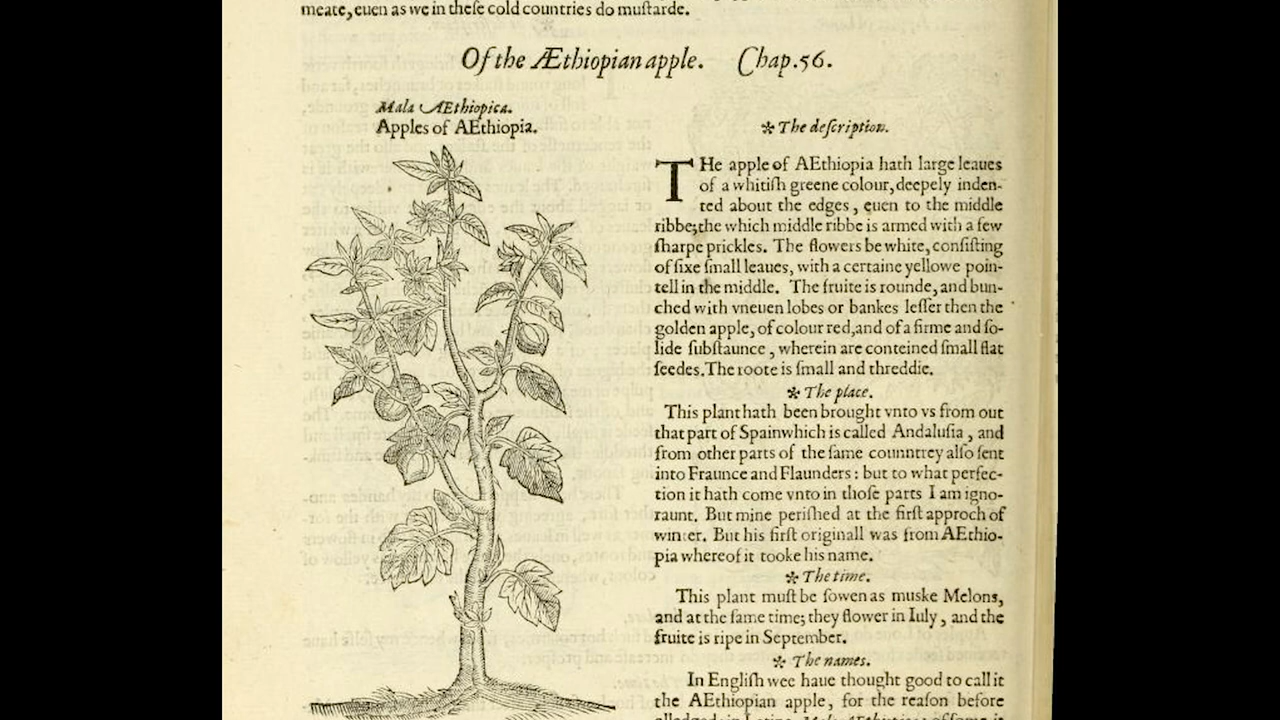 meate, euen as we in theſe cold countries do muſtarde.
Of the Æthiopian apple. Chap. 56.
Mala AEthiopica.
Apples of AEthiopia.
✻ The deſcription.
THe apple of AEthiopia hath large leaues
of a whitiſh greene colour, deepely inden-
ted about the edges, euen to the middle
ribbe; the which middle ribbe is armed with a few
ſharpe prickles. The flowers be white, conſiſting
of ſixe ſmall leaues, with a certaine yellowe poin-
tell in the middle. The fruite is rounde, and bun-
ched with vneuen lobes or bankes leſſer then the
golden apple, of colour red, and of a firme and ſo-
lide ſubſtaunce, wherein are conteined ſmall flat
ſeedes. The roote is ſmall and threddie.
✻ The place.
This plant hath been brought vnto vs from out
that part of Spainwhich is called Andaluſia, and
from other parts of the ſame counntrey alſo ſent
into Fraunce and Flaunders: but to what perfec-
tion it hath come vnto in thoſe parts I am igno-
raunt. But mine periſhed at the firſt approch of
winter. But his firſt originall was from AEthio-
pia whereof it tooke his name.
✻ The time.
This plant muſt be ſowen as muske Melons,
and at the ſame time; they flower in Iuly, and the
fruite is ripe in September.
✻ The names.
In Engliſh wee haue thought good to call it
the AEthiopian apple, for the reaſon before